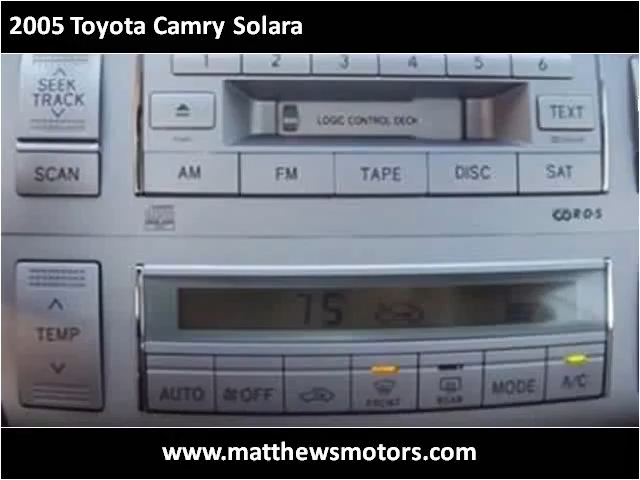 2005 Toyota Camry Solara
1 2 3 4 5 6
SEEK
TRACK
LOGIC CONTROL DECK
TEXT
SCAN
AM FM TAPE DISC SAT
RDS
75
TEMP
AUTO OFF FRONT REAR MODE A/C
www.matthewsmotors.com